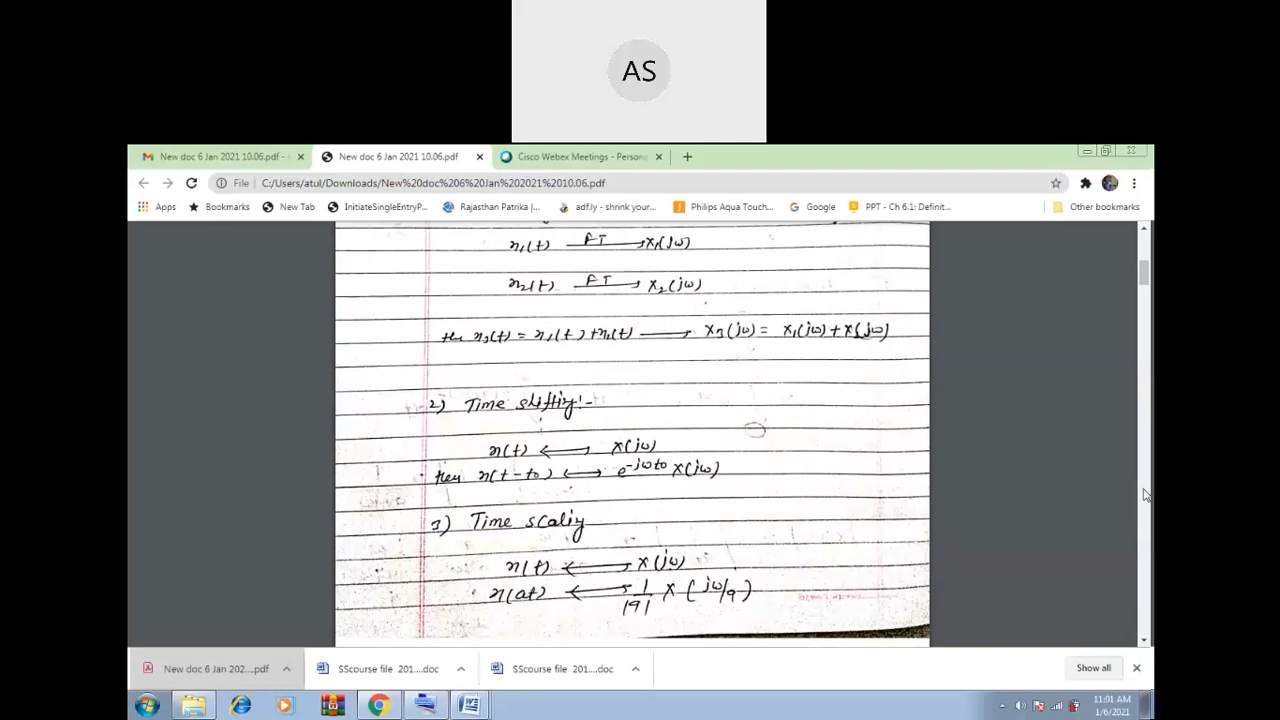 AS
New doc 6 Jan 2021 10.06.pdf -
New doc 6 Jan 2021 10.06.pdf
Cisco Webex Meetings - Persona
File C:/Users/atul/Downloads/New%20doc%206%20Jan%202021%2010.06.pdf
Apps Bookmarks New Tab InitiateSingleEntryP... Rajasthan Patrika |... adf.ly - shrink your... Philips Aqua Touch... Google PPT - Ch 6.1: Definit... Other bookmarks
x1(t) FT → X1(jω)
x2(t) FT → X2(jω)
then x3(t) = x1(t)+x2(t) → X3(jω) = X1(jω)+X2(jω)
2) Time shifting:-
x(t) ↔ X(jω)
then x(t-t0) ↔ e^-jωt0 X(jω)
3) Time scaling
x(t) ↔ X(jω)
x(at) ↔ 1/|a| X(jω/a)
New doc 6 Jan 202....pdf SScourse file 201....doc SScourse file 201....doc Show all
11:01 AM
1/6/2021